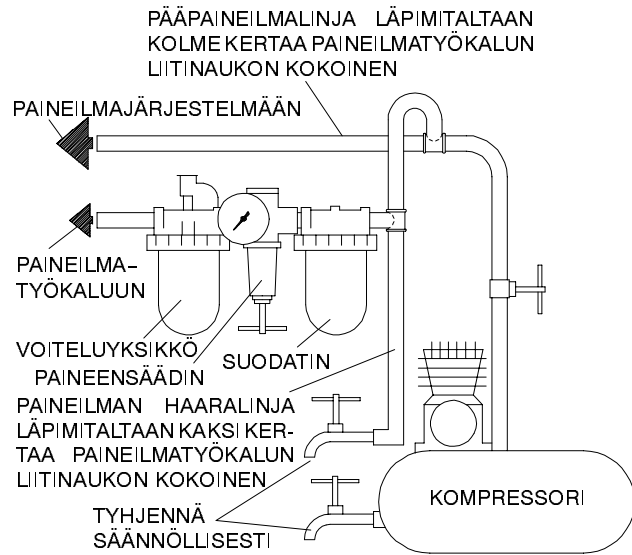 PÄÄPAINEILMALINJA LÄPIMITALTAAN
KOLME KERTAA PAINEILMATYÖKALUN
LIITINAUKON KOKOINEN
PAINEILMAJÄRJESTELMÄÄN
PAINEILMA–
TYÖKALUUN
VOITELUYKSIKKÖ
SUODATIN
PAINEENSÄÄDIN
PAINEILMAN HAARALINJA
LÄPIMITALTAAN KAKSI KER-
TAA PAINEILMATYÖKALUN
LIITINAUKON KOKOINEN
KOMPRESSORI
TYHJENNÄ
SÄÄNNÖLLISESTI